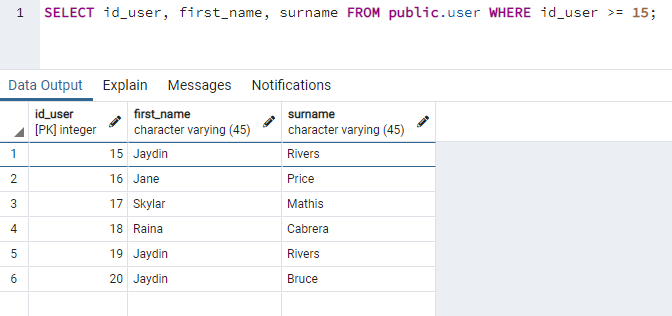 1 SELECT id_user, first_name, surname FROM public.user WHERE id_user >= 15;
Data Output Explain Messages Notifications
id_user first_name surname
[PK] integer character varying (45) character varying (45)
1 15 Jaydin Rivers
2 16 Jane Price
3 17 Skylar Mathis
4 18 Raina Cabrera
5 19 Jaydin Rivers
6 20 Jaydin Bruce